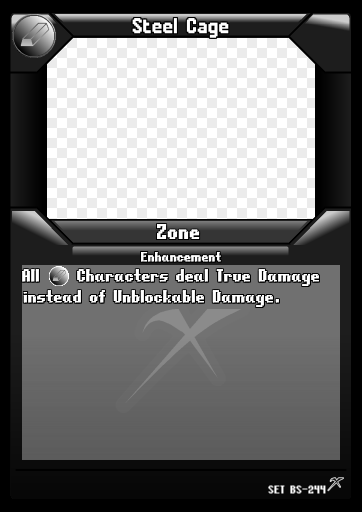 Steel Cage
Zone
Enhancement
All Characters deal True Damage
instead of Unblockable Damage.
SET BS-244